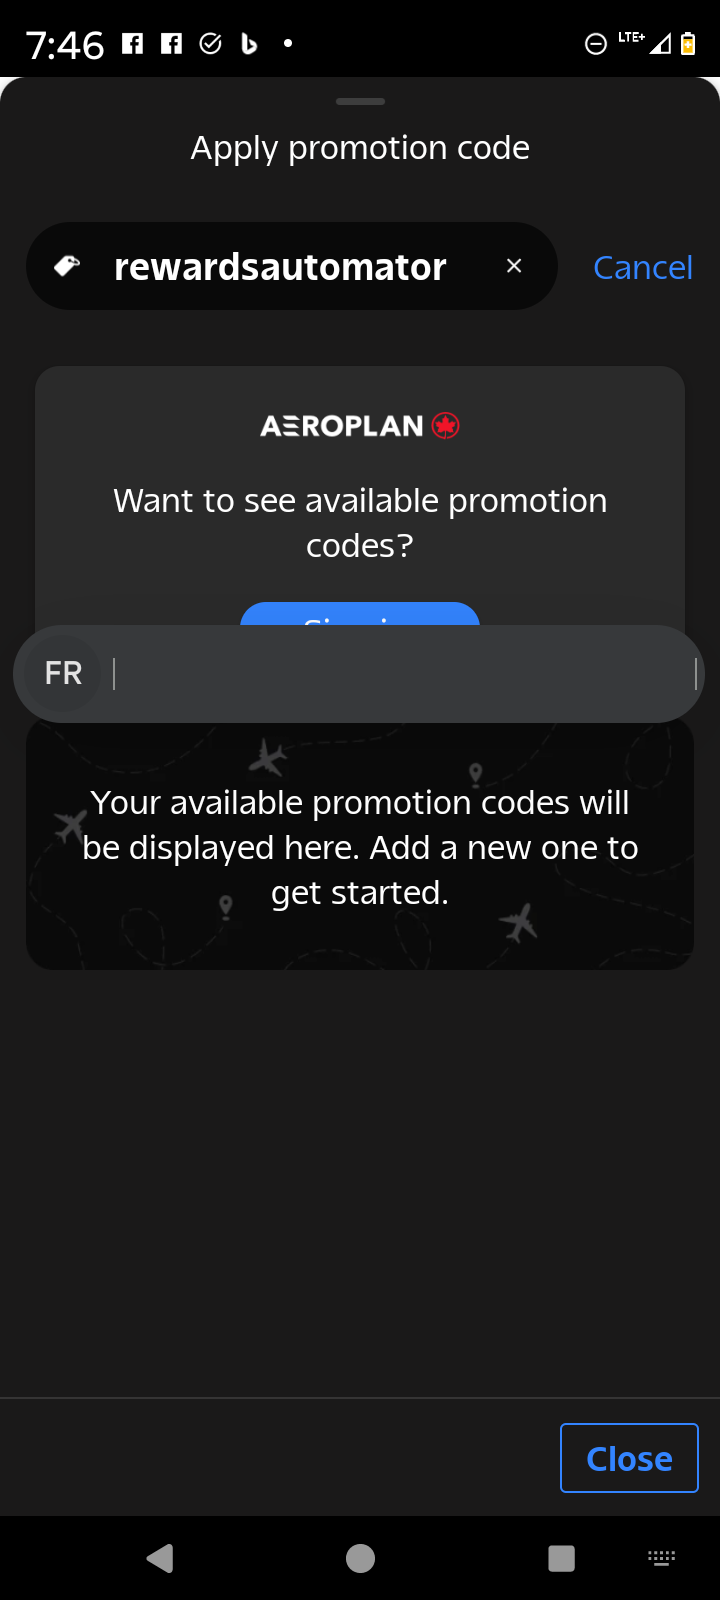 7:46
LTE+
Apply promotion code
rewardsautomator
Cancel
AEROPLAN
Want to see available promotion
codes?
FR
Your available promotion codes will
be displayed here. Add a new one to
get started.
Close